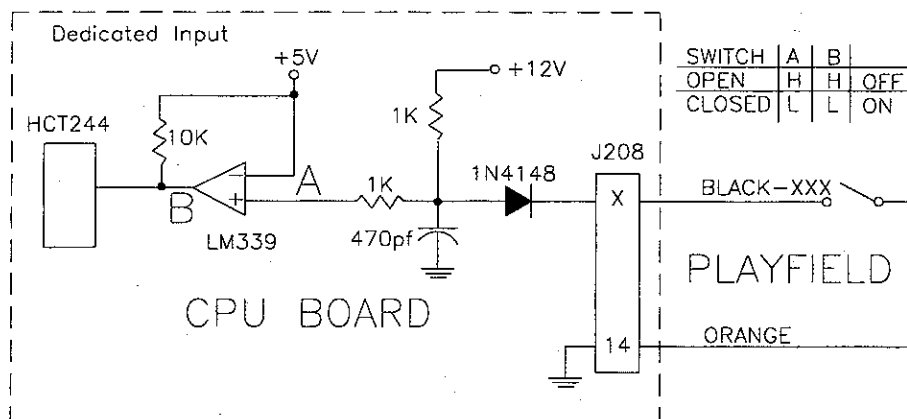 Dedicated Input
+5V
+12V
SWITCH A B
OPEN H H OFF
CLOSED L L ON
1K
HCT244
10K
J208
1N4148
A
1K
X
BLACK-XXX
−
+
B
LM339
470pf
PLAYFIELD
CPU BOARD
14
ORANGE